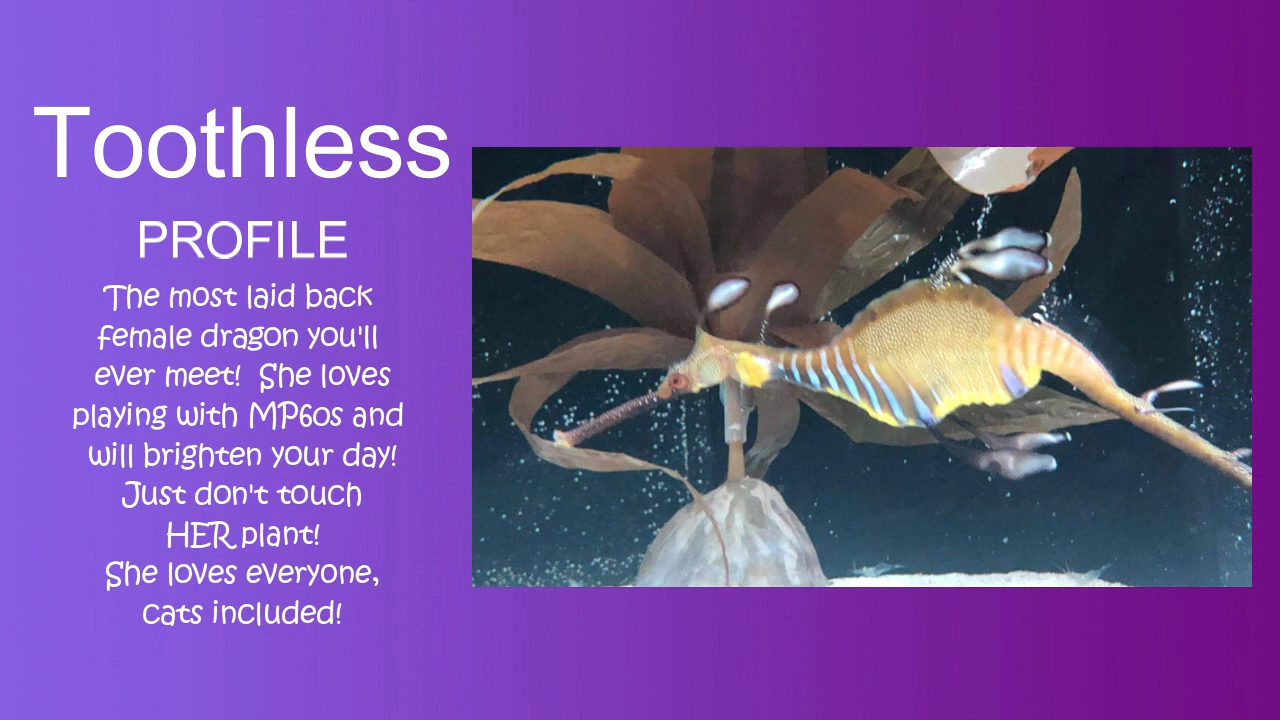 Toothless
PROFILE
The most laid back
female dragon you'll
ever meet!  She loves
playing with MP60s and
will brighten your day!
Just don't touch
HER plant!
She loves everyone,
cats included!